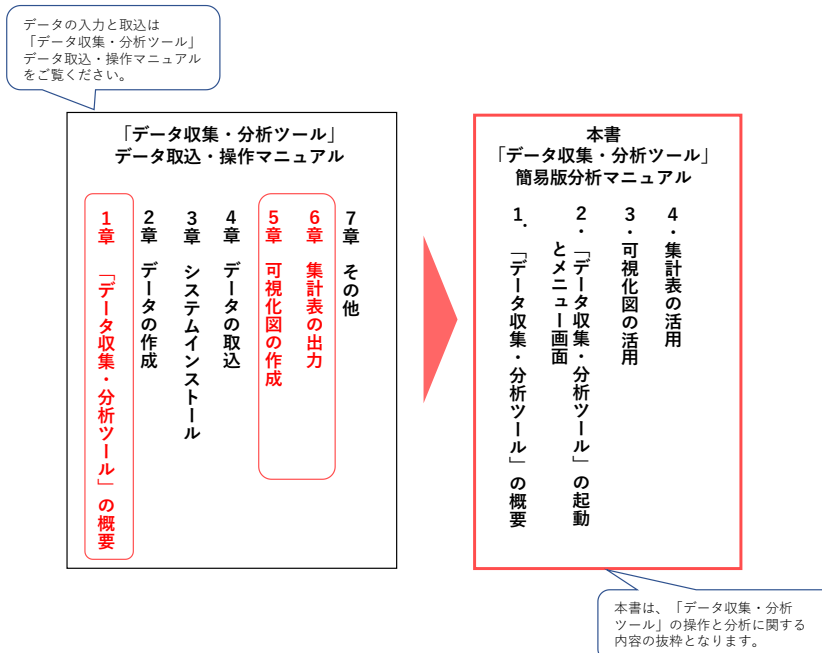 データの入力と取込は
「データ収集・分析ツール」
データ取込・操作マニュアル
をご覧ください。
「データ収集・分析ツール」
データ取込・操作マニュアル
1章　「データ収集・分析ツール」の概要
2章　データの作成
3章　システムインストール
4章　データの取込
5章　可視化図の作成
6章　集計表の出力
7章　その他
本書
「データ収集・分析ツール」
簡易版分析マニュアル
1．「データ収集・分析ツール」の概要
2・「データ収集・分析ツール」の起動
とメニュー画面
3・可視化図の活用
4・集計表の活用
本書は、「データ収集・分析
ツール」の操作と分析に関する
内容の抜粋となります。